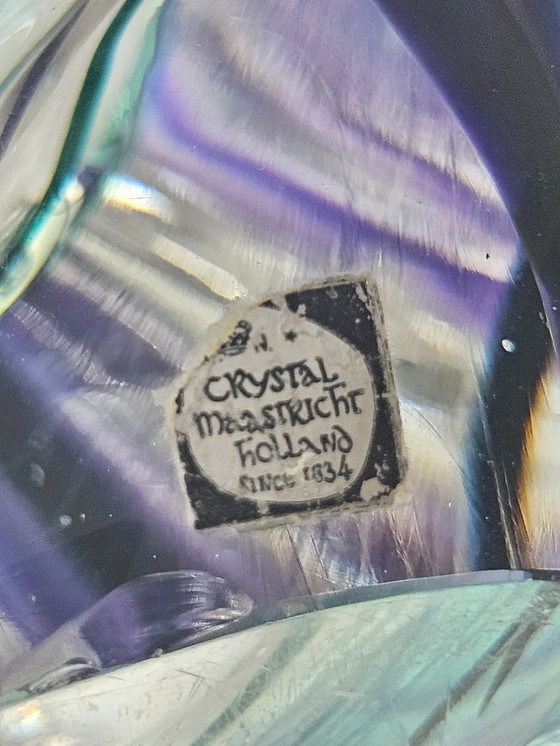 CRYSTAL
MAASTRICHT
HOLLAND
SINCE 1834